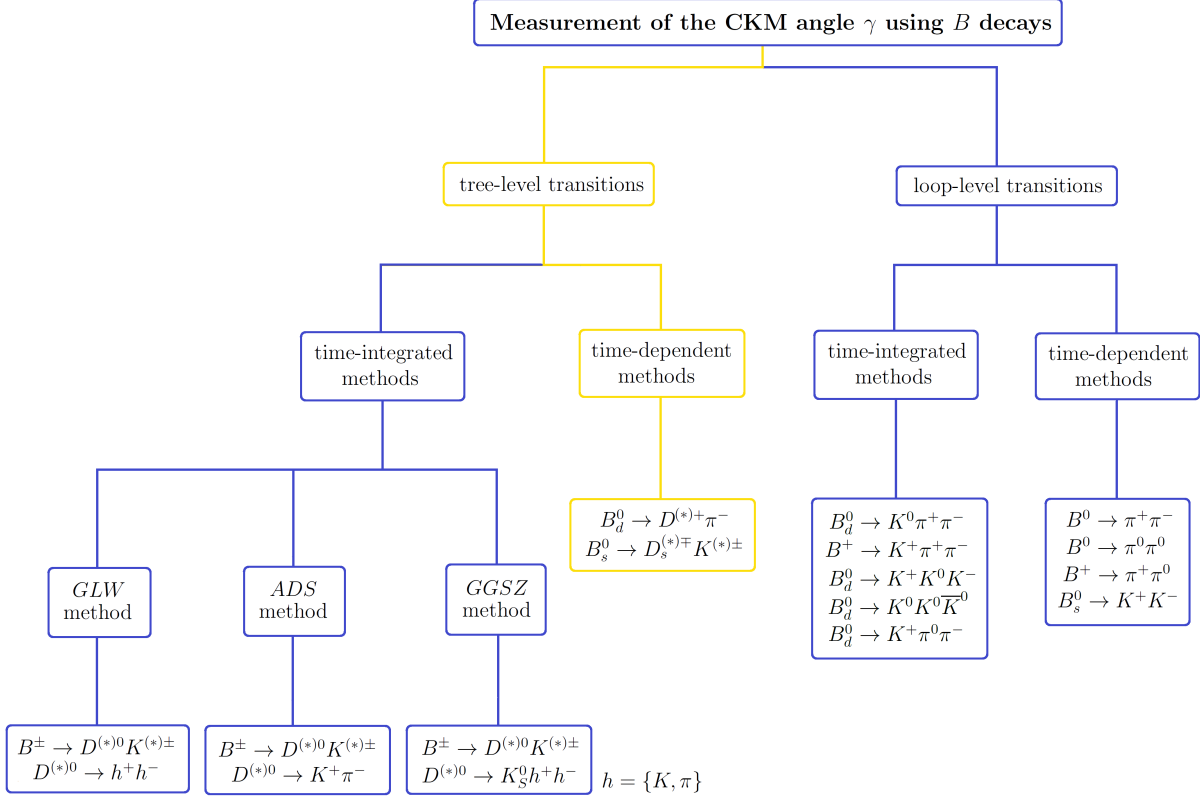 Measurement of the CKM angle γ using B decays
tree-level transitions
loop-level transitions
time-integrated
methods
time-dependent
methods
time-integrated
methods
time-dependent
methods
GLW
method
ADS
method
GGSZ
method
B_d^0 → D^{(*)+}π^-
B_s^0 → D_s^{(*)∓}K^{(*)±}
B_d^0 → K^0π^+π^-
B^+ → K^+π^+π^-
B_d^0 → K^+K^0K^-
B_d^0 → K^0K^0\overline{K}^0
B_d^0 → K^+π^0π^-
B^0 → π^+π^-
B^0 → π^0π^0
B^+ → π^+π^0
B_s^0 → K^+K^-
B^± → D^{(*)0}K^{(*)±}
D^{(*)0} → h^+h^-
B^± → D^{(*)0}K^{(*)±}
D^{(*)0} → K^+π^-
B^± → D^{(*)0}K^{(*)±}
D^{(*)0} → K_S^0h^+h^-
h = {K, π}